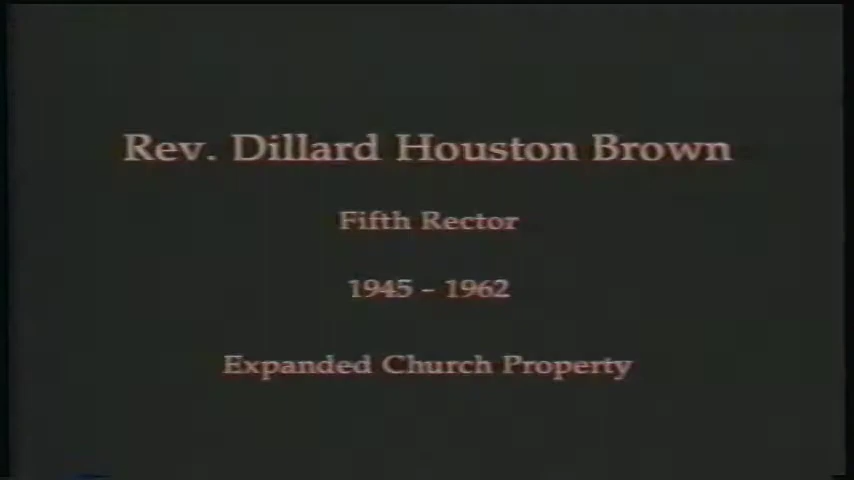 Rev. Dillard Houston Brown
Fifth Rector
1945 - 1962
Expanded Church Property